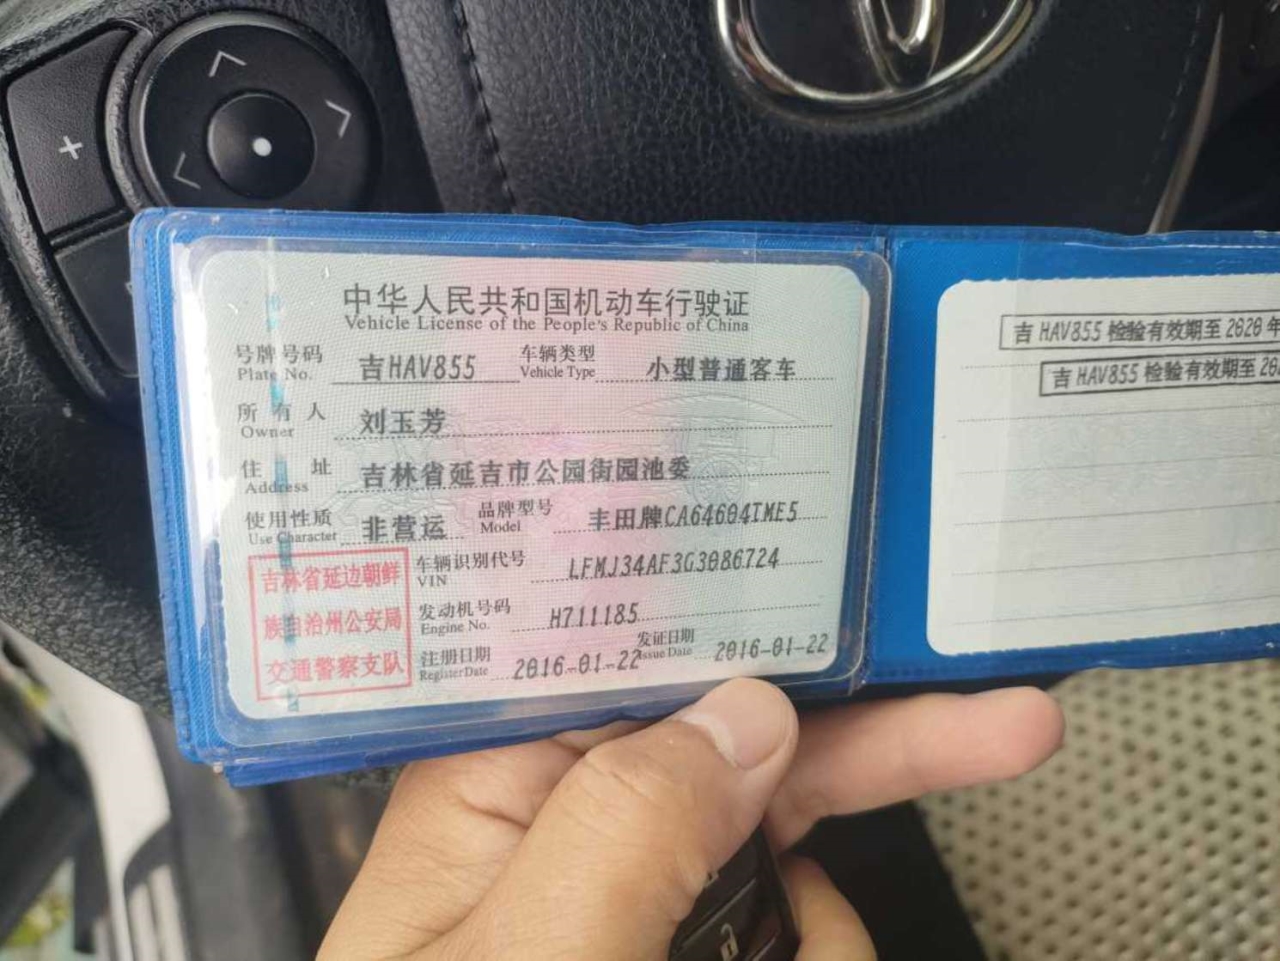 中华人民共和国机动车行驶证
Vehicle License of the People's Republic of China
号牌号码 吉HAV855 车辆类型 小型普通客车
Plate No. Vehicle Type
所有人 刘玉芳
Owner
住址 吉林省延吉市公园街园池委
Address
使用性质 非营运 品牌型号 丰田牌CA64604TME5
Use Character Model
吉林省延边朝鲜
族自治州公安局
交通警察支队
车辆识别代号 LFMJ34AF3G3086724
VIN
发动机号码 H711185
Engine No.
注册日期 2016-01-22 发证日期 2016-01-22
Register Date Issue Date
吉HAV855 检验有效期至 2020 年
吉HAV855 检验有效期至
+